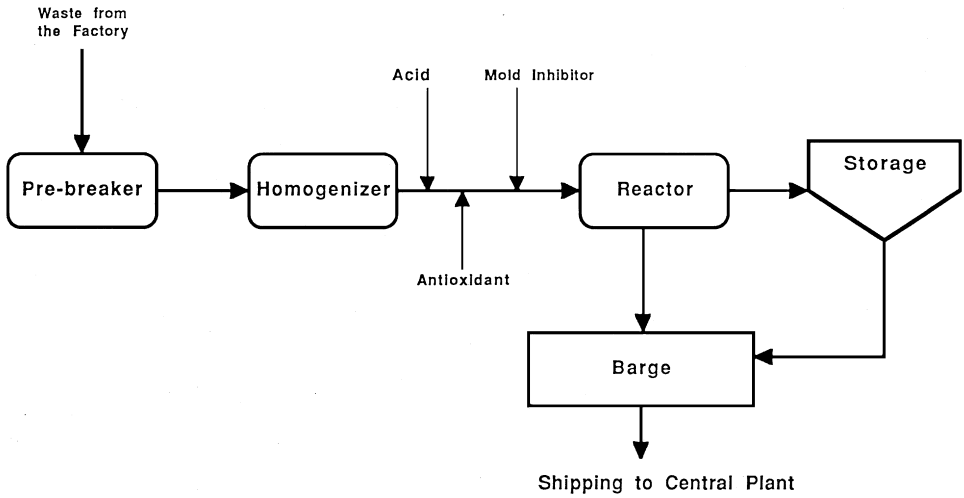 Waste from
the Factory
Acid
Mold Inhibitor
Pre-breaker
Homogenizer
Reactor
Storage
Antioxidant
Barge
Shipping to Central Plant